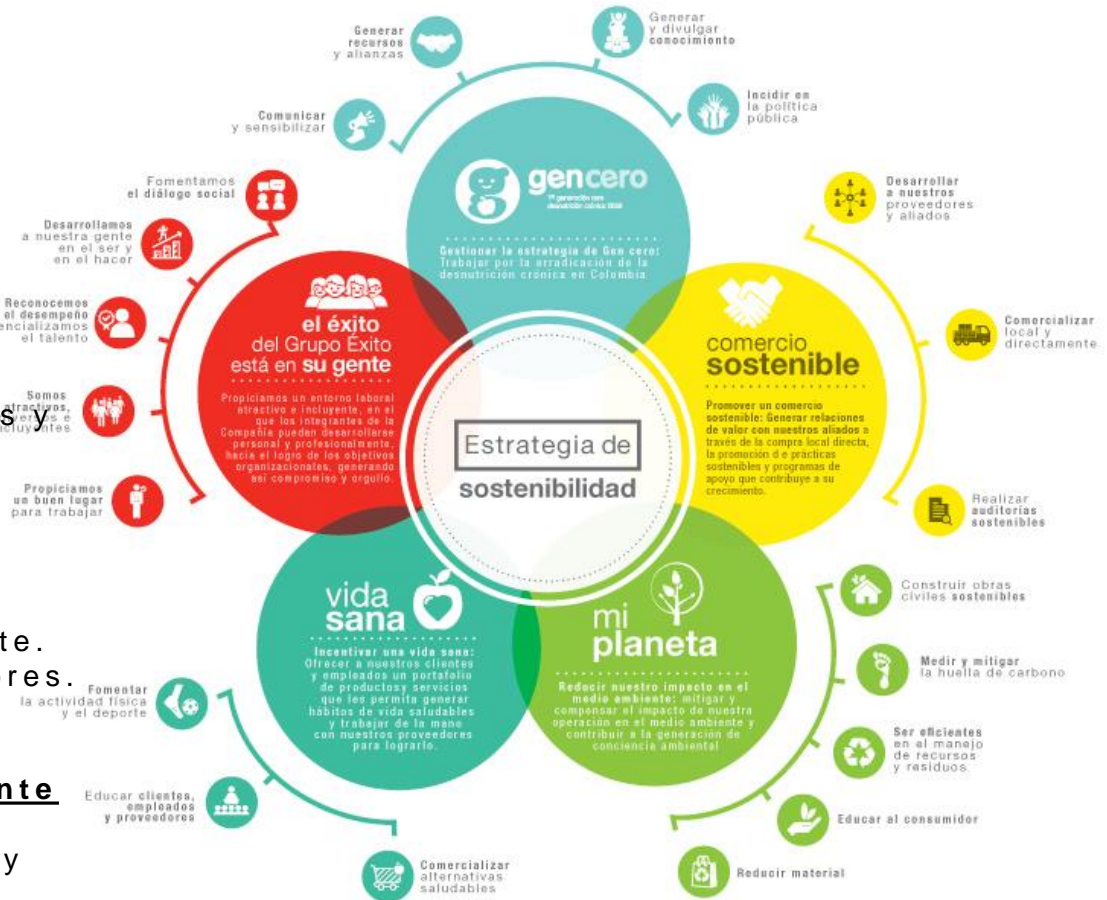 Generar
recursos
y alianzas
Generar
y divulgar
conocimiento
Comunicar
y sensibilizar
Incidir en
la política
pública
gencero
Gestionar la estrategia de Gen cero:
Trabajar por la erradicación de la
desnutrición crónica en Colombia
Fomentamos
el diálogo social
Desarrollamos
a nuestra gente
en el ser y
en el hacer
Reconocemos
el desempeño
encializamos
el talento
Somos
atractivos,
incluyentes
s y
Propiciamos
un buen lugar
para trabajar
el éxito
del Grupo Éxito
está en su gente
Propiciamos un entorno laboral
atractivo e incluyente, en el
que los integrantes de la
Compañía puedan desarrollarse
personal y profesionalmente,
hacia el logro de los objetivos
organizacionales, generando
así compromiso y orgullo.
Desarrollar
a nuestros
proveedores
y aliados
Comercializar
local y
directamente
Realizar
auditorías
sostenibles
comercio
sostenible
Promover un comercio
sostenible: Generar relaciones
de valor con nuestros aliados a
través de la compra local directa,
la promoción d e prácticas
sostenibles y programas de
apoyo que contribuye a su
crecimiento.
Estrategia de
sostenibilidad
vida
sana
Incentivar una vida sana:
Ofrecer a nuestros clientes
y empleados un portafolio
de productos y servicios
que les permita generar
hábitos de vida saludables
y trabajar de la mano
con nuestros proveedores
para lograrlo.
te.
res.
Fomentar
la actividad física
y el deporte
nte
Educar clientes,
empleados
y proveedores
y
Comercializar
alternativas
saludables
mi
planeta
Reducir nuestro impacto en el
medio ambiente: mitigar y
compensar el impacto de nuestra
operación en el medio ambiente y
contribuir a la generación de
conciencia ambiental
Construir obras
civiles sostenibles
Medir y mitigar
la huella de carbono
Ser eficientes
en el manejo
de recursos
y residuos
Educar al consumidor
Reducir material